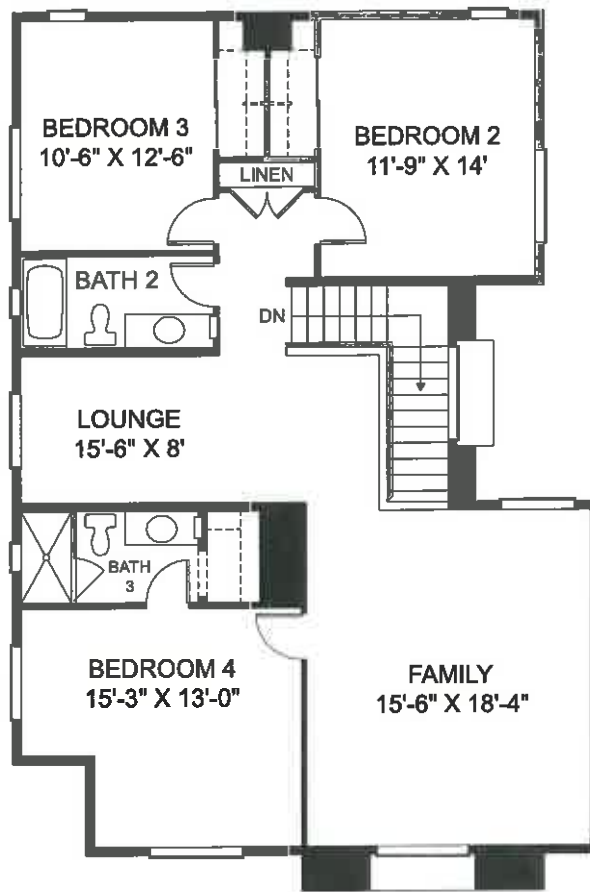 BEDROOM 3
10'-6" X 12'-6"
BEDROOM 2
11'-9" X 14'
LINEN
BATH 2
DN
LOUNGE
15'-6" X 8'
BATH
3
BEDROOM 4
15'-3" X 13'-0"
FAMILY
15'-6" X 18'-4"